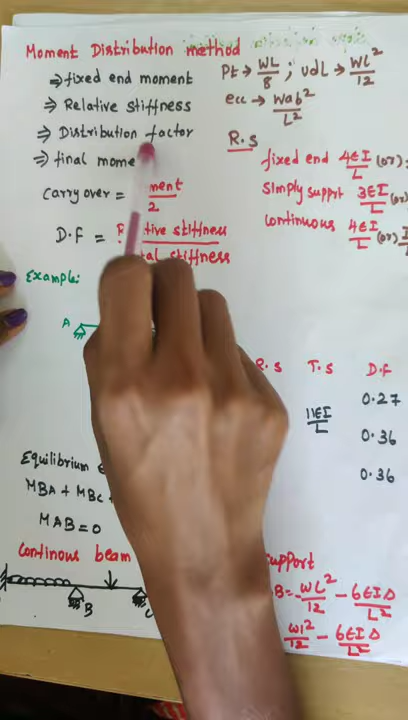 Moment Distribution method
⇒ fixed end moment
⇒ Relative stiffness
⇒ Distribution factor
⇒ final mome
Carry over = ment/2
D.F = tive stiffness / tal stiffness
Pt → WL/8 ; udl → Wl²/12
ecc → Wab²/L²
R.S
fixed end 4EI/L (or)
Simply support 3EI/L (or)
Continuous 4EI/L (or) I/L
Example:
A
R.S T.S D.F
11EI/L
0.27
0.36
0.36
Equilibrium
MBA + MBC +
MAB = 0
Continous beam
B
support
B = -WL²/12 - 6EIΔ/L²
Wl²/12 - 6EIΔ/L²